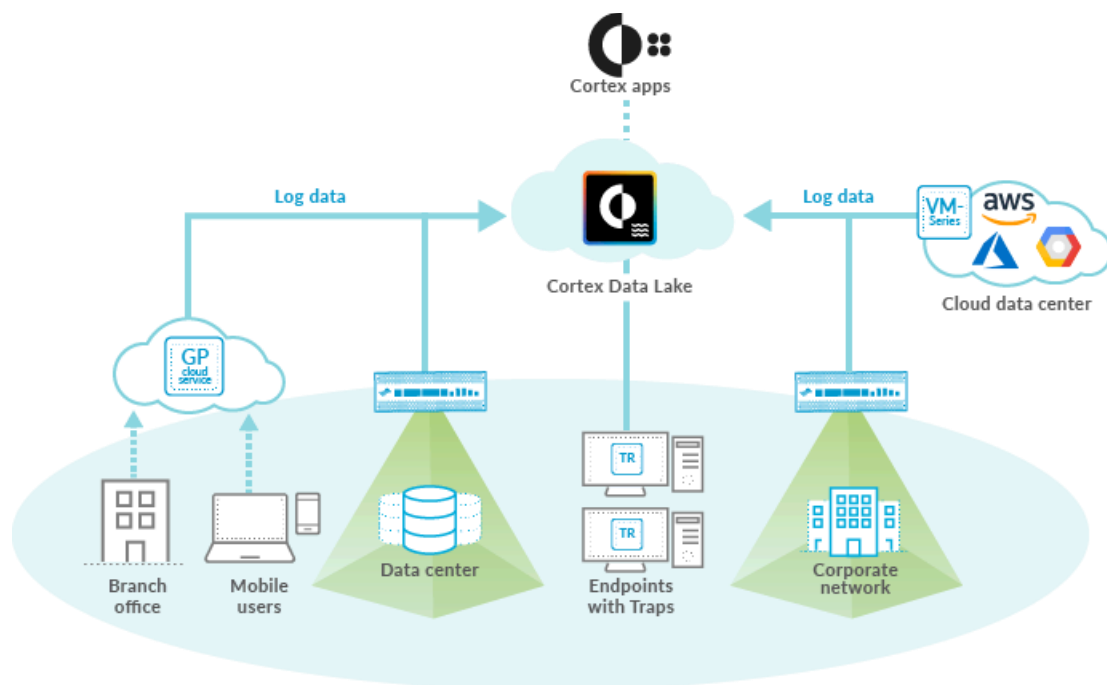 Cortex apps
Log data
Log data
VM-
Series
aws
Cortex Data Lake
Cloud data center
GP
cloud
service
TR
TR
Data center
Branch
office
Mobile
users
Endpoints
with Traps
Corporate
network